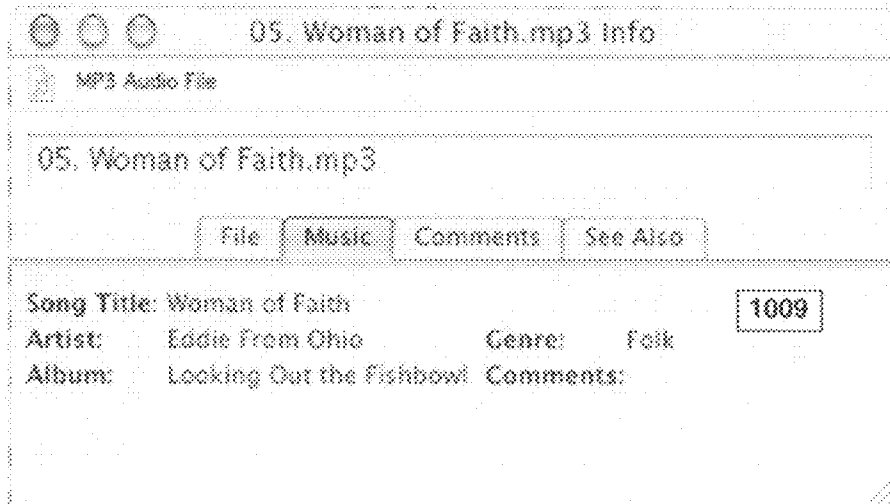 05. Woman of Faith.mp3 Info
MP3 Audio File
05. Woman of Faith.mp3
File Music Comments See Also
Song Title: Woman of Faith 1009
Artist: Eddie From Ohio Genre: Folk
Album: Looking Out the Fishbowl Comments: